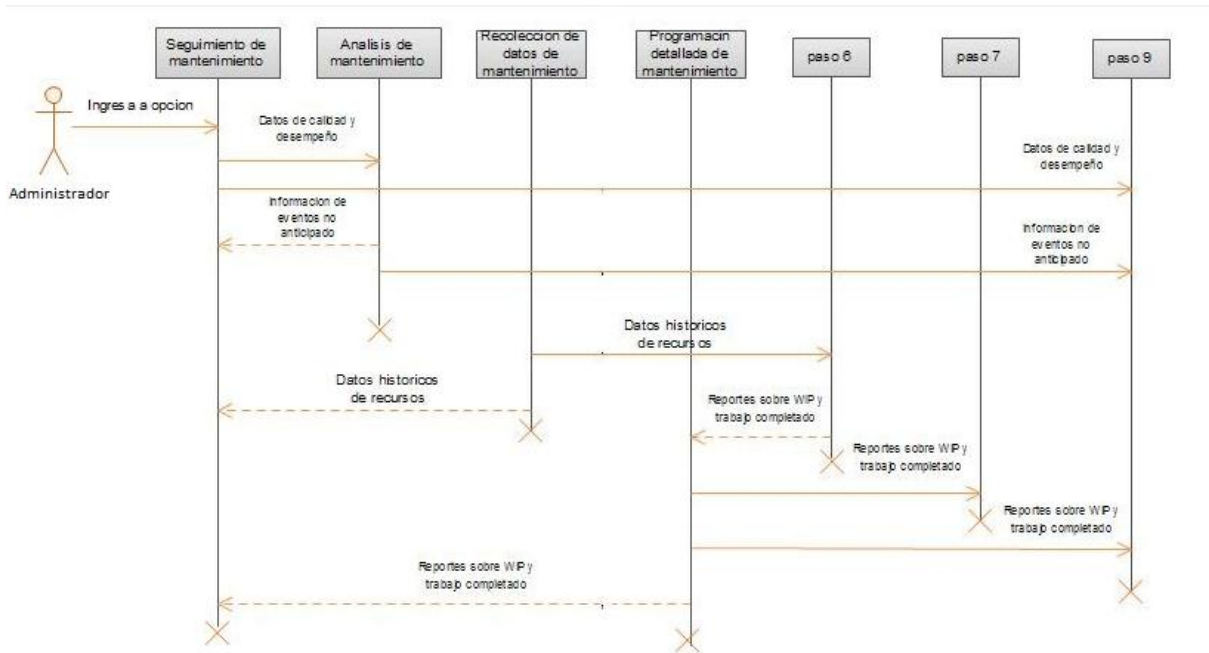 Seguimiento de
mantenimiento
Analisis de
mantenimiento
Recoleccion de
datos de
mantenimiento
Programacin
detallada de
mantenimiento
paso 6
paso 7
paso 9
Ingresa a opcion
Administrador
Datos de calidad y
desempeño
Datos de calidad y
desempeño
Informacion de
eventos no
anticipado
Informacion de
eventos no
anticipado
Datos historicos
de recursos
Datos historicos
de recursos
Reportes sobre WIP y
trabajo completado
Reportes sobre WIP y
trabajo completado
Reportes sobre WIP y
trabajo completado
Reportes sobre WIP y
trabajo completado